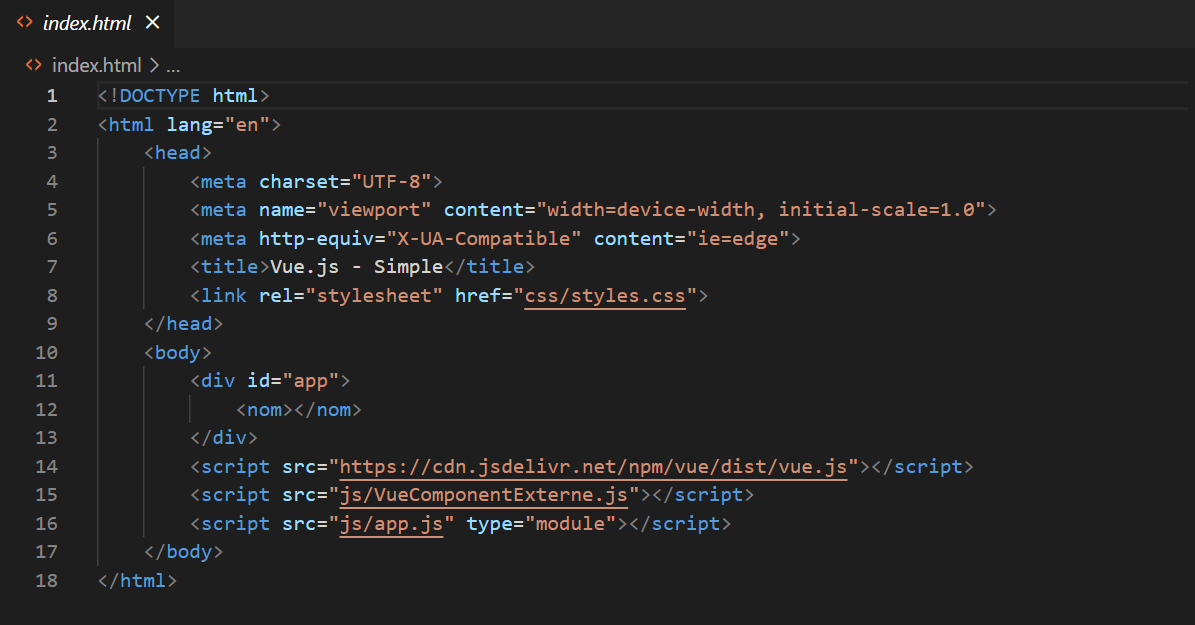 index.html
index.html > ...
1 <!DOCTYPE html>
2 <html lang="en">
3     <head>
4         <meta charset="UTF-8">
5         <meta name="viewport" content="width=device-width, initial-scale=1.0">
6         <meta http-equiv="X-UA-Compatible" content="ie=edge">
7         <title>Vue.js - Simple</title>
8         <link rel="stylesheet" href="css/styles.css">
9     </head>
10     <body>
11         <div id="app">
12             <nom></nom>
13         </div>
14         <script src="https://cdn.jsdelivr.net/npm/vue/dist/vue.js"></script>
15         <script src="js/VueComponentExterne.js"></script>
16         <script src="js/app.js" type="module"></script>
17     </body>
18 </html>